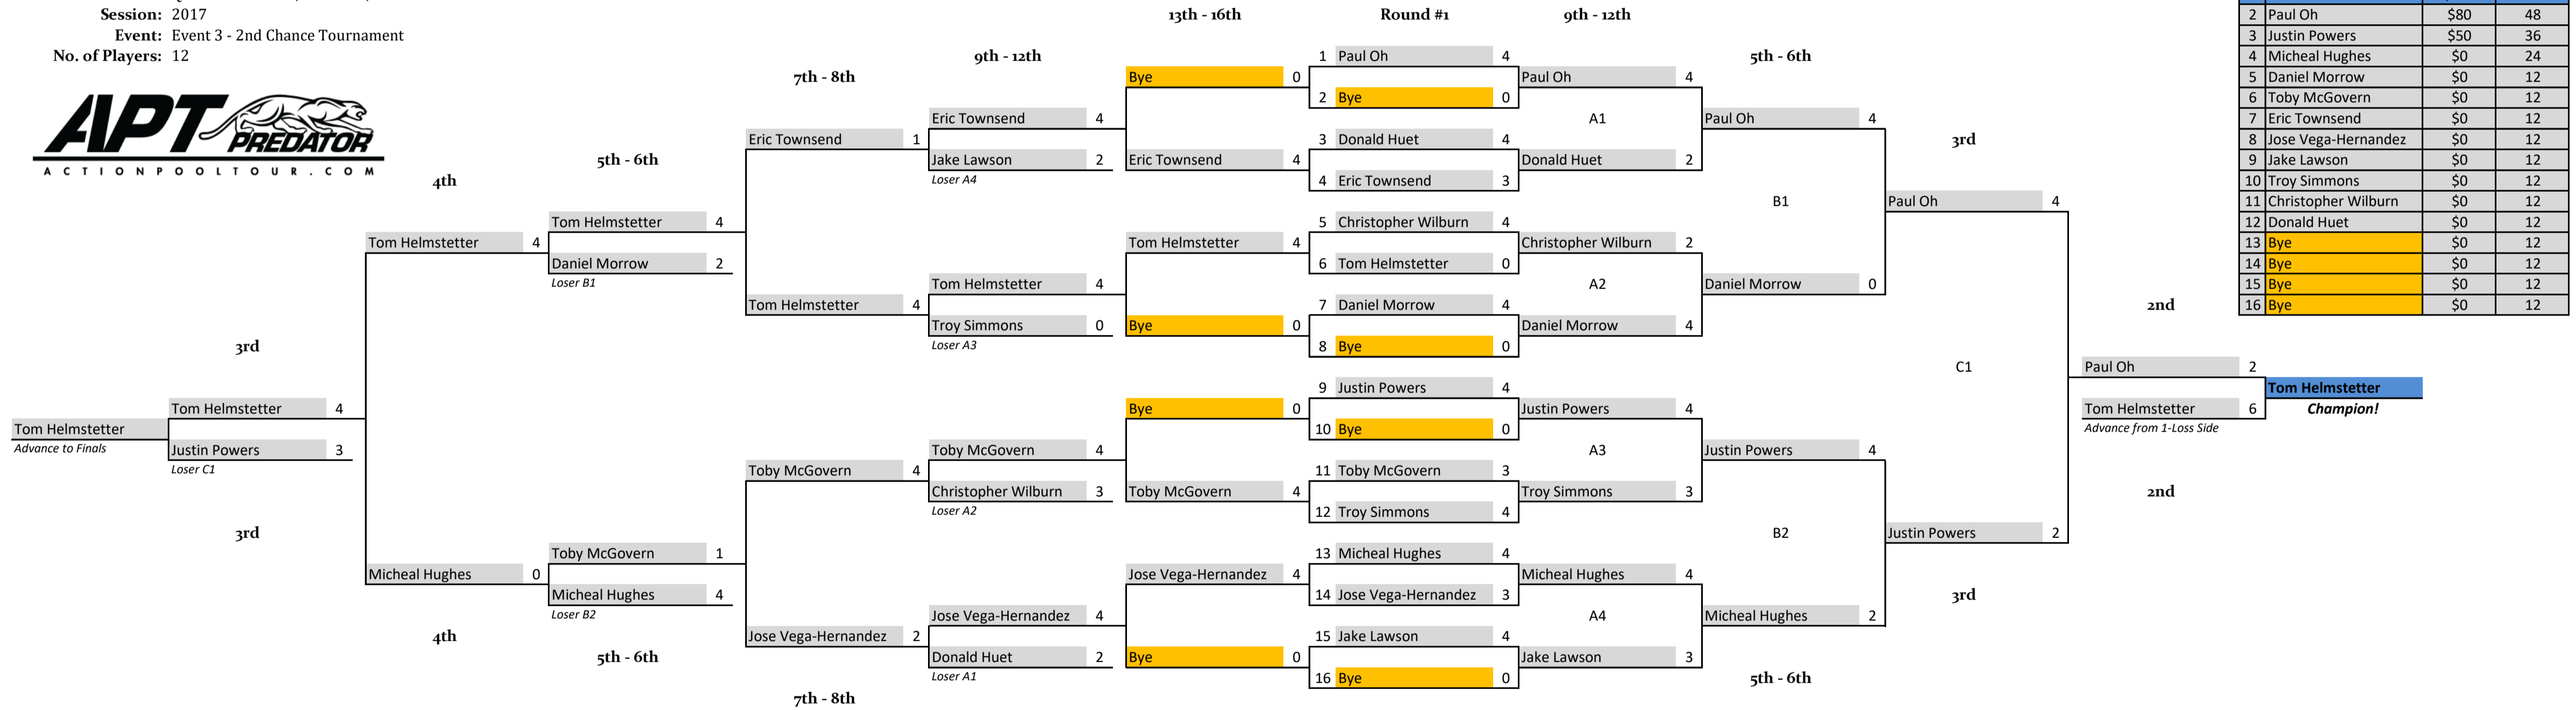 Session: 2017
Event: Event 3 - 2nd Chance Tournament
No. of Players: 12
APT PREDATOR
ACTIONPOOLTOUR.COM
3rd
Tom Helmstetter
Advance to Finals
Tom Helmstetter 4
Justin Powers 3
Loser C1
3rd
4th
Tom Helmstetter 4
Micheal Hughes 0
4th
5th - 6th
Tom Helmstetter 4
Daniel Morrow 2
Loser B1
Toby McGovern 1
Micheal Hughes 4
Loser B2
5th - 6th
7th - 8th
Eric Townsend 1
Tom Helmstetter 4
Toby McGovern 4
Jose Vega-Hernandez 2
7th - 8th
9th - 12th
Eric Townsend 4
Jake Lawson 2
Loser A4
Tom Helmstetter 4
Troy Simmons 0
Loser A3
Toby McGovern 4
Christopher Wilburn 3
Loser A2
Jose Vega-Hernandez 4
Donald Huet 2
Loser A1
13th - 16th
Bye 0
Eric Townsend 4
Tom Helmstetter 4
Bye 0
Bye 0
Toby McGovern 4
Jose Vega-Hernandez 4
Bye 0
Round #1
1 Paul Oh 4
2 Bye 0
3 Donald Huet 4
4 Eric Townsend 3
5 Christopher Wilburn 4
6 Tom Helmstetter 0
7 Daniel Morrow 4
8 Bye 0
9 Justin Powers 4
10 Bye 0
11 Toby McGovern 3
12 Troy Simmons 4
13 Micheal Hughes 4
14 Jose Vega-Hernandez 3
15 Jake Lawson 4
16 Bye 0
9th - 12th
Paul Oh 4
A1
Donald Huet 2
Christopher Wilburn 2
A2
Daniel Morrow 4
Justin Powers 4
A3
Troy Simmons 3
Micheal Hughes 4
A4
Jake Lawson 3
5th - 6th
Paul Oh 4
B1
Daniel Morrow 0
Justin Powers 4
B2
Micheal Hughes 2
5th - 6th
3rd
Paul Oh 4
C1
Justin Powers 2
3rd
2nd
Paul Oh 2
Tom Helmstetter 6
Advance from 1-Loss Side
2nd
Tom Helmstetter
Champion!
2 Paul Oh $80 48
3 Justin Powers $50 36
4 Micheal Hughes $0 24
5 Daniel Morrow $0 12
6 Toby McGovern $0 12
7 Eric Townsend $0 12
8 Jose Vega-Hernandez $0 12
9 Jake Lawson $0 12
10 Troy Simmons $0 12
11 Christopher Wilburn $0 12
12 Donald Huet $0 12
13 Bye $0 12
14 Bye $0 12
15 Bye $0 12
16 Bye $0 12